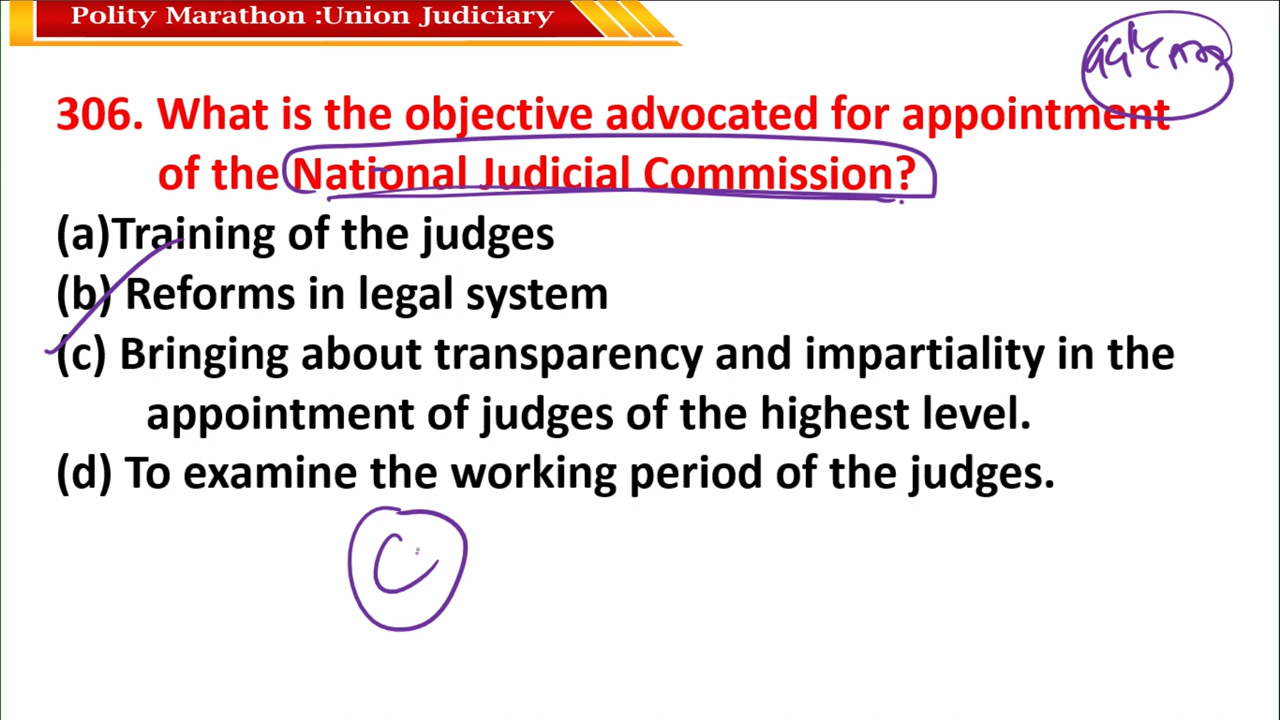 Polity Marathon :Union Judiciary
306. What is the objective advocated for appointment
of the National Judicial Commission?
(a)Training of the judges
(b) Reforms in legal system
(c) Bringing about transparency and impartiality in the
appointment of judges of the highest level.
(d) To examine the working period of the judges.
C